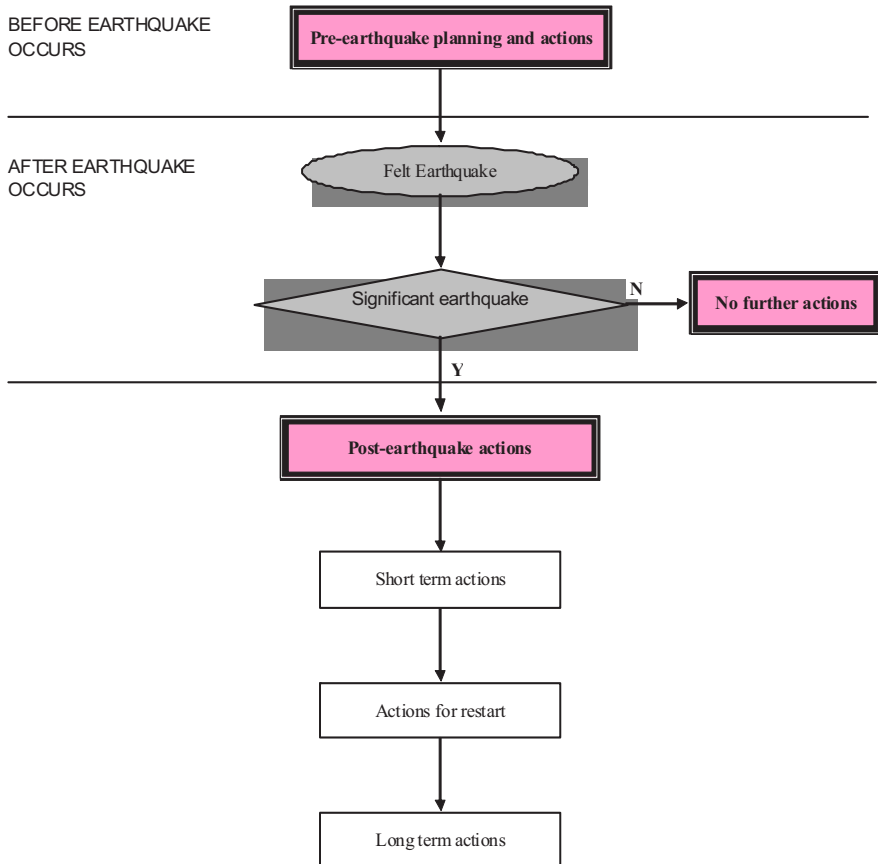 BEFORE EARTHQUAKE
OCCURS
Pre-earthquake planning and actions
AFTER EARTHQUAKE
OCCURS
Felt Earthquake
Significant earthquake
N
No further actions
Y
Post-earthquake actions
Short term actions
Actions for restart
Long term actions